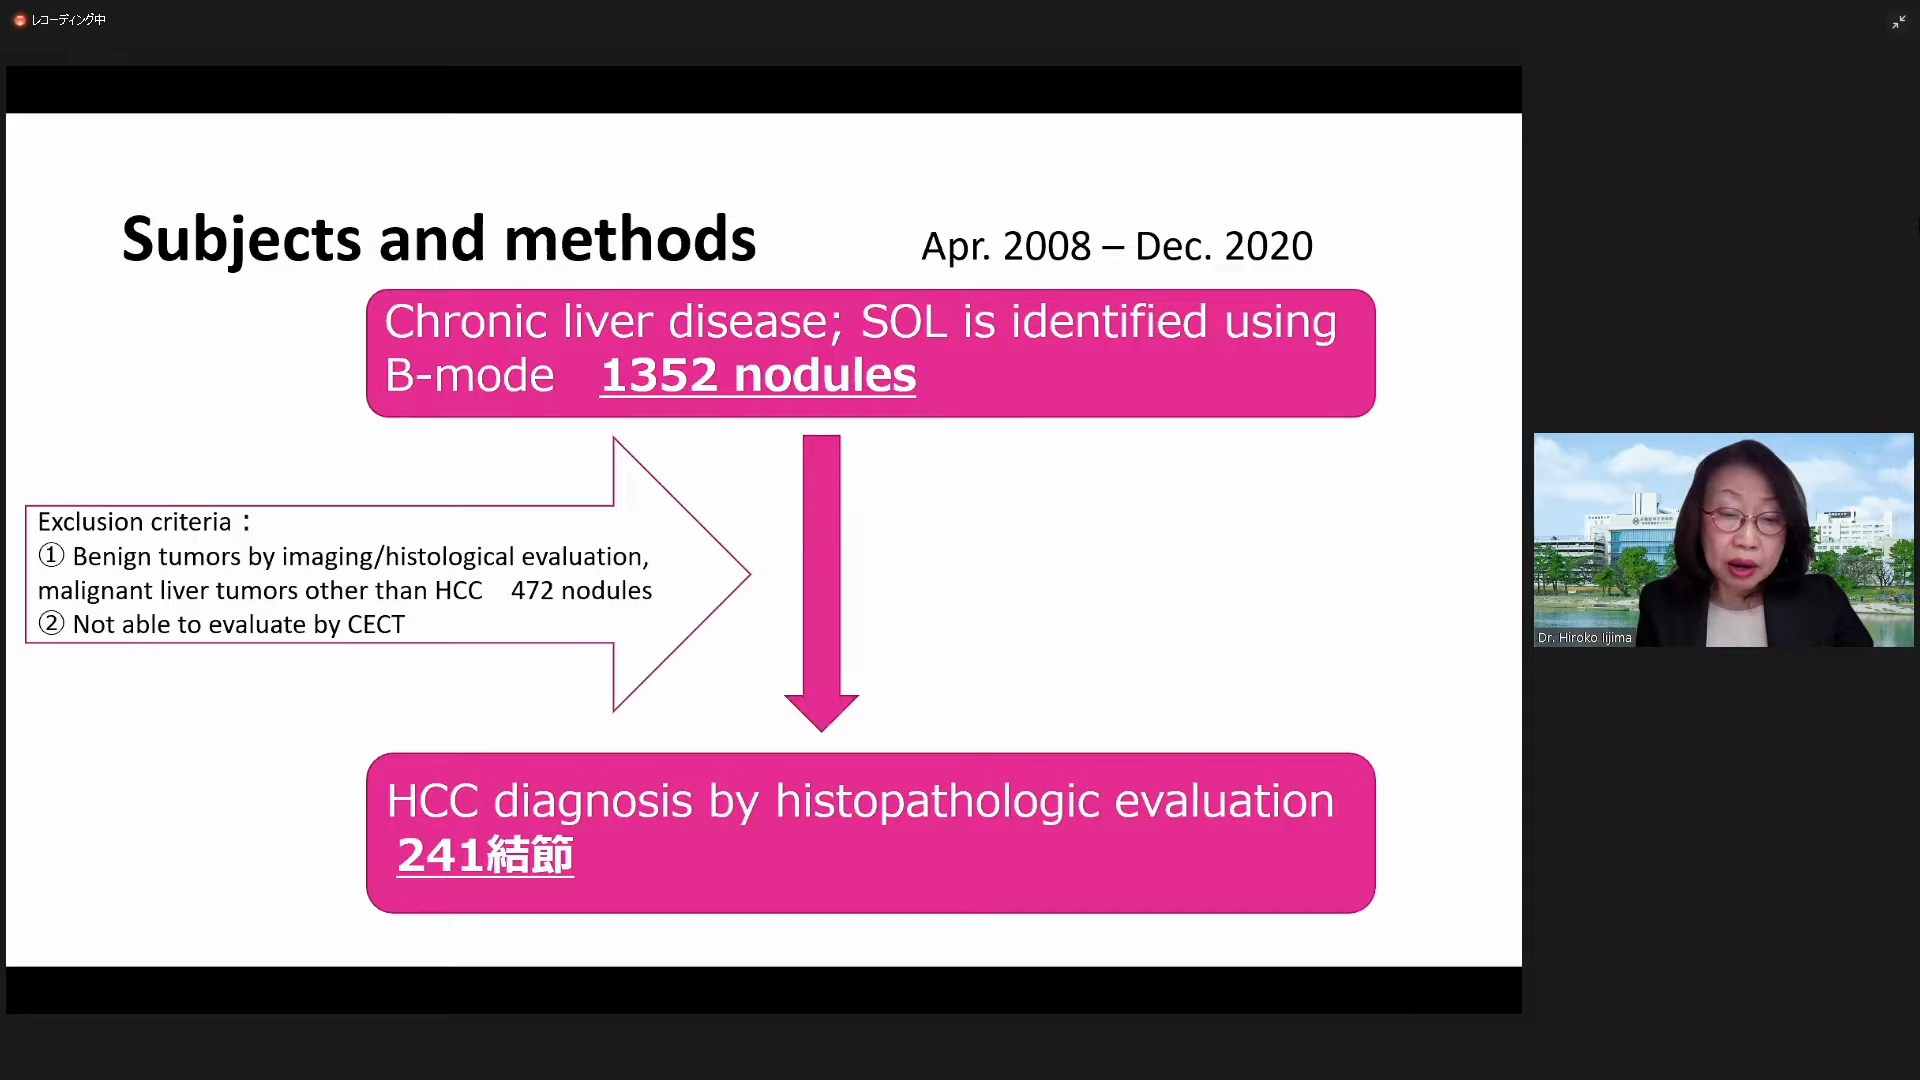 レコーディング中
Subjects and methods
Apr. 2008 – Dec. 2020
Chronic liver disease; SOL is identified using
B-mode 1352 nodules
Exclusion criteria：
① Benign tumors by imaging/histological evaluation,
malignant liver tumors other than HCC 472 nodules
② Not able to evaluate by CECT
HCC diagnosis by histopathologic evaluation
241結節
Dr. Hiroko Iijima